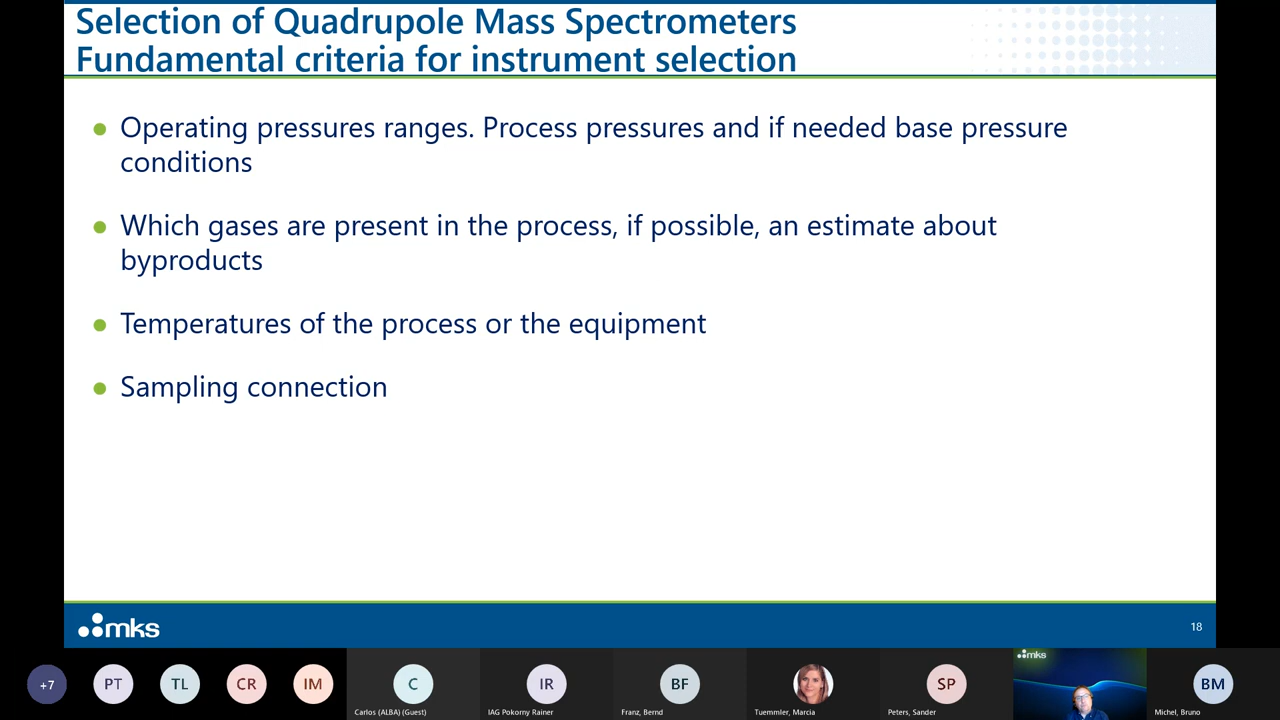 Selection of Quadrupole Mass Spectrometers
Fundamental criteria for instrument selection
Operating pressures ranges. Process pressures and if needed base pressure
conditions
Which gases are present in the process, if possible, an estimate about
byproducts
Temperatures of the process or the equipment
Sampling connection
mks
18
mks
+7
PT
TL
CR
IM
C
IR
BF
SP
BM
Carlos (ALBA) (Guest)
IAG Pokorny Rainer
Franz, Bernd
Tuemmler, Marcia
Peters, Sander
Michel, Bruno